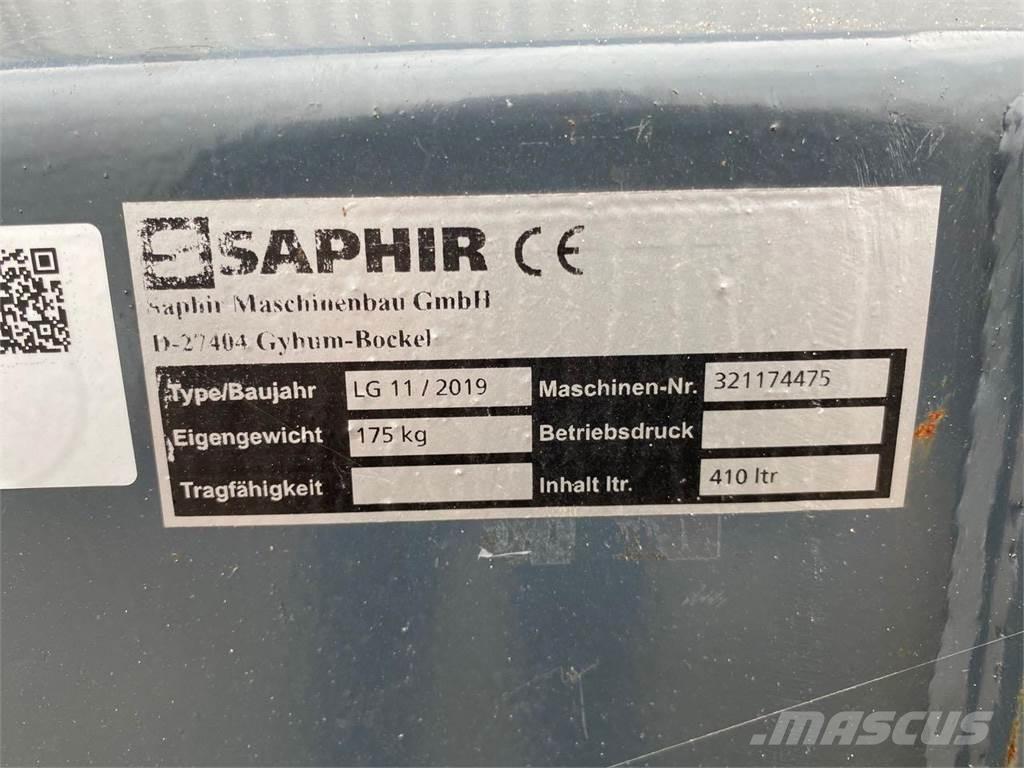 SAPHIR CE
Saphir Maschinenbau GmbH
D-27404 Gyhum-Bockel
Type/Baujahr LG 11 / 2019 Maschinen-Nr. 321174475
Eigengewicht 175 kg Betriebsdruck
Tragfähigkeit Inhalt ltr. 410 ltr
MASCUS